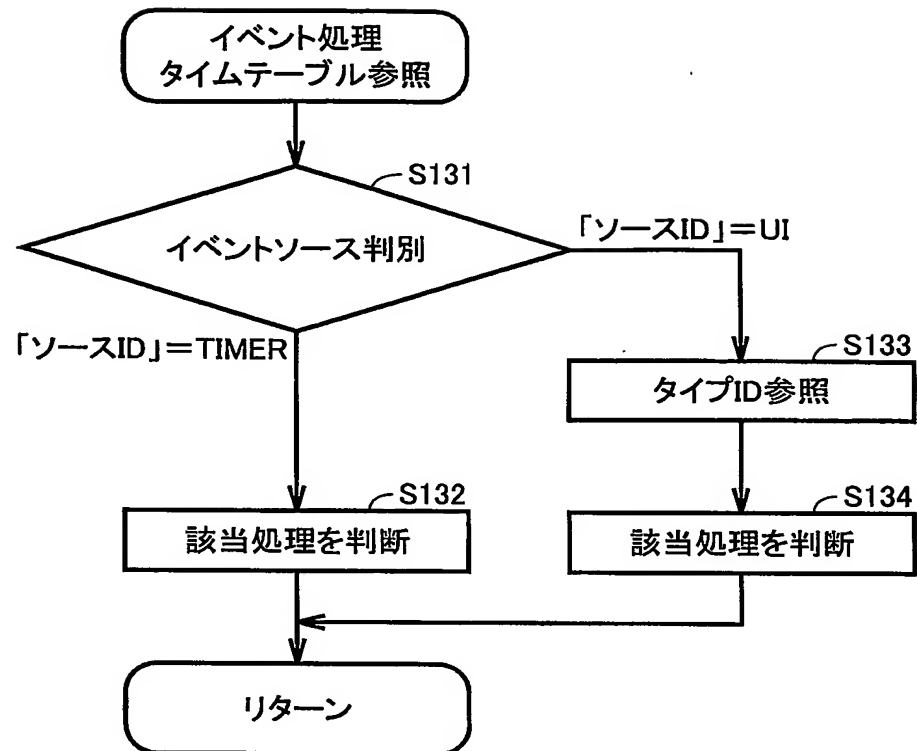 イベント処理
タイムテーブル参照
S131
イベントソース判別
「ソースID」=UI
「ソースID」=TIMER
S133
タイプID参照
S132
該当処理を判断
S134
該当処理を判断
リターン